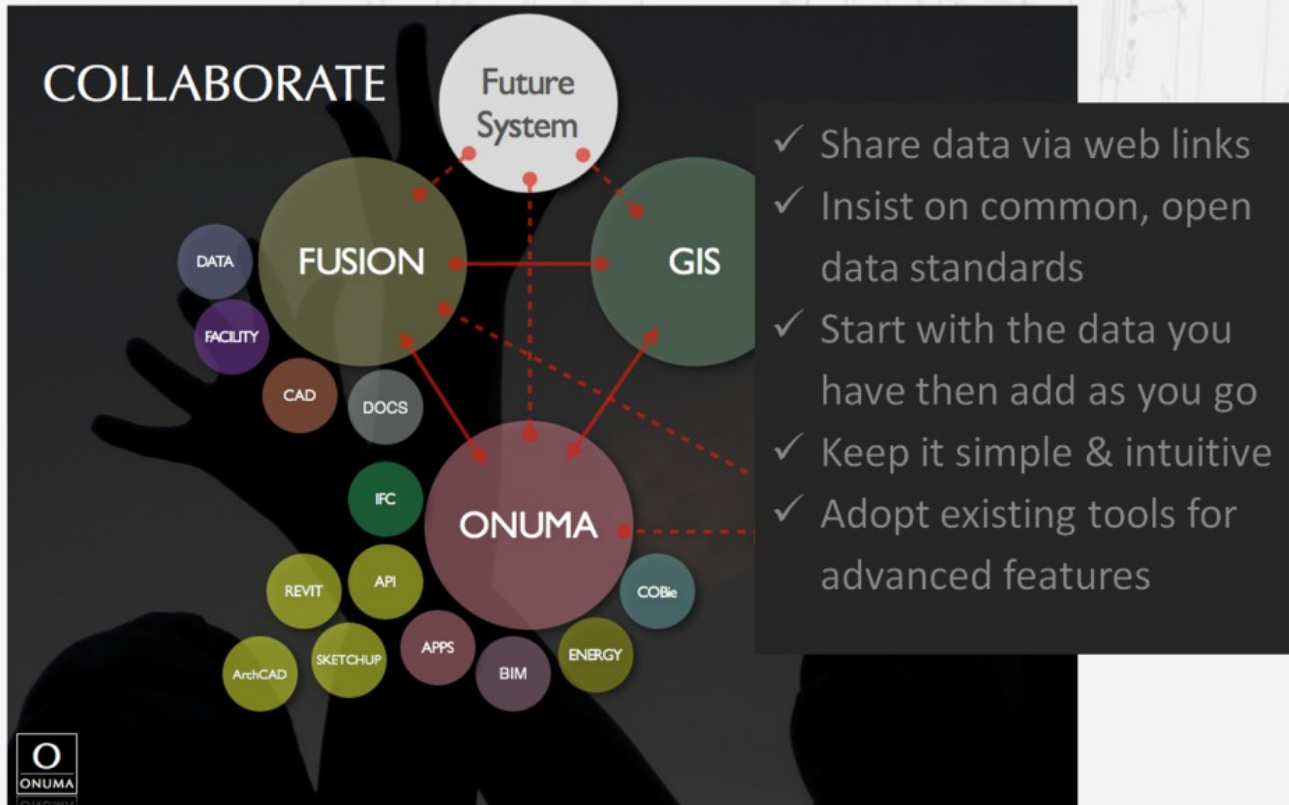 COLLABORATE
Future
System
FUSION
GIS
DATA
FACILITY
CAD
DOCS
IFC
ONUMA
API
REVIT
COBie
APPS
SKETCHUP
ENERGY
ArchCAD
BIM
✓ Share data via web links
✓ Insist on common, open
data standards
✓ Start with the data you
have then add as you go
✓ Keep it simple & intuitive
✓ Adopt existing tools for
advanced features
O
ONUMA